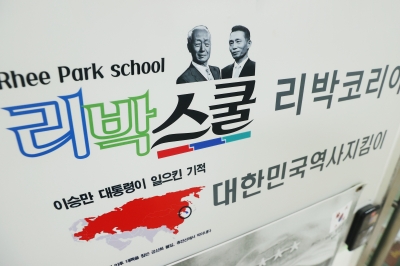 Rhee Park school
리박스쿨
리박코리아
이승만 대통령이 일으킨 기적
대한민국역사지킴이